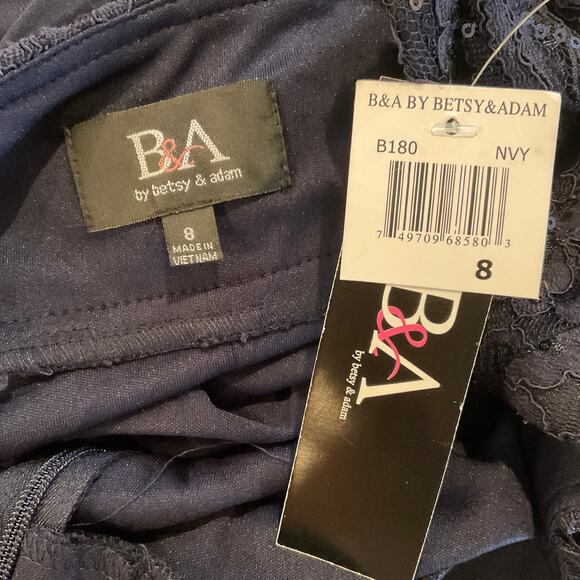 B&A
by betsy & adam
8
MADE IN
VIETNAM
B&A BY BETSY&ADAM
B180 NVY
7 49709 68580 3
8
B&A
by betsy & adam